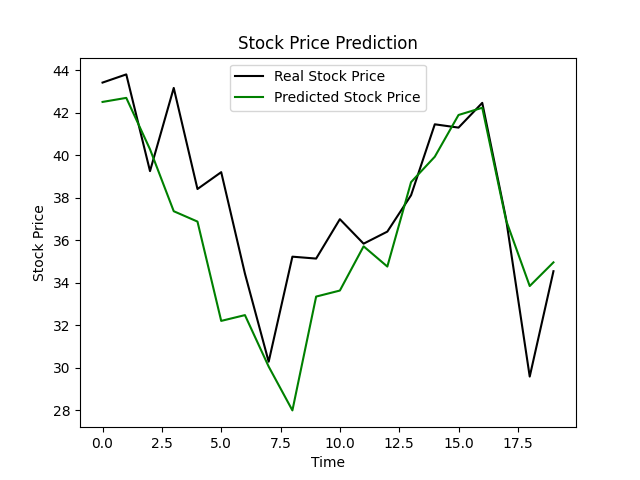 Stock Price Prediction
Real Stock Price
Predicted Stock Price
44
42
40
38
36
34
32
30
28
Stock Price
0.0 2.5 5.0 7.5 10.0 12.5 15.0 17.5
Time